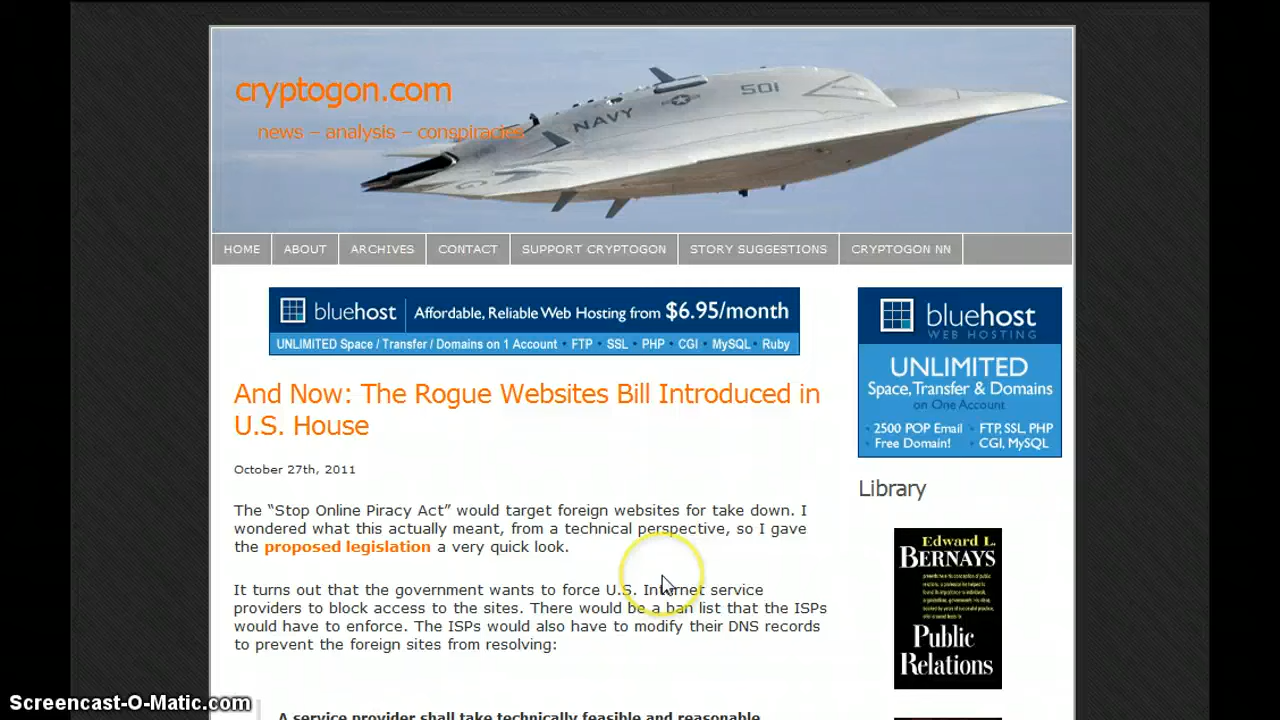 cryptogon.com
news – analysis – conspiracies
NAVY
501
HOME
ABOUT
ARCHIVES
CONTACT
SUPPORT CRYPTOGON
STORY SUGGESTIONS
CRYPTOGON NN
bluehost
Affordable, Reliable Web Hosting from $6.95/month
UNLIMITED Space / Transfer / Domains on 1 Account · FTP · SSL · PHP · CGI · MySQL · Ruby
bluehost
WEB HOSTING
UNLIMITED
Space, Transfer & Domains
on One Account
· 2500 POP Email · FTP, SSL, PHP
· Free Domain! · CGI, MySQL
And Now: The Rogue Websites Bill Introduced in
U.S. House
October 27th, 2011
The “Stop Online Piracy Act” would target foreign websites for take down. I
wondered what this actually meant, from a technical perspective, so I gave
the proposed legislation a very quick look.
It turns out that the government wants to force U.S. Internet service
providers to block access to the sites. There would be a ban list that the ISPs
would have to enforce. The ISPs would also have to modify their DNS records
to prevent the foreign sites from resolving:
A service provider shall take technically feasible and reasonable
Library
Edward L.
BERNAYS
Public
Relations
Screencast-O-Matic.com